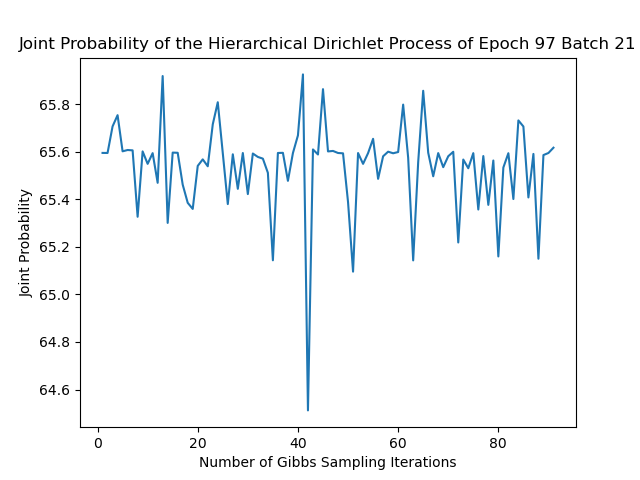 Joint Probability of the Hierarchical Dirichlet Process of Epoch 97 Batch 21
Joint Probability
65.8
65.6
65.4
65.2
65.0
64.8
64.6
0 20 40 60 80
Number of Gibbs Sampling Iterations